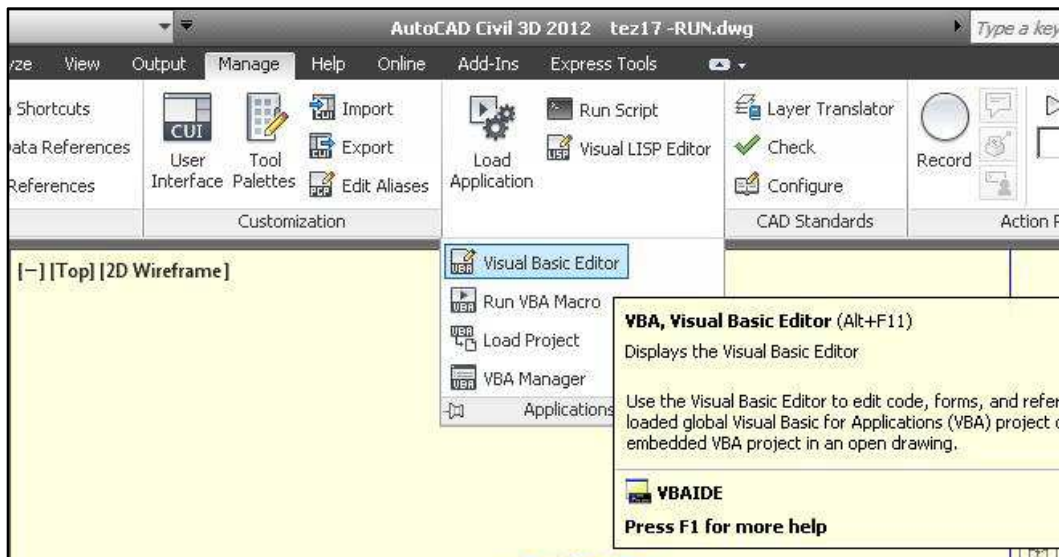 AutoCAD Civil 3D 2012 tez17 -RUN.dwg
Type a key
yze View Output Manage Help Online Add-Ins Express Tools
Shortcuts
ata References
References
CUI
User
Interface
Tool
Palettes
Import
Export
Edit Aliases
Customization
Load
Application
Run Script
Visual LISP Editor
Layer Translator
Check
Configure
CAD Standards
Record
Action
[−] [Top] [2D Wireframe]
Visual Basic Editor
Run VBA Macro
Load Project
VBA Manager
Applications
VBA, Visual Basic Editor (Alt+F11)
Displays the Visual Basic Editor
Use the Visual Basic Editor to edit code, forms, and refer
loaded global Visual Basic for Applications (VBA) project
embedded VBA project in an open drawing.
VBAIDE
Press F1 for more help